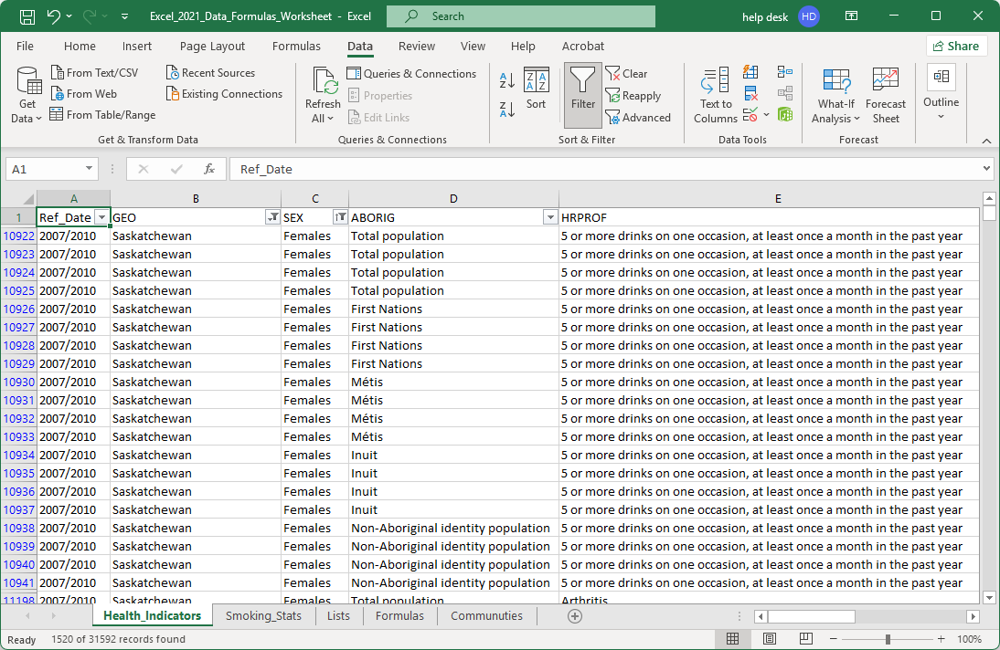 Excel_2021_Data_Formulas_Worksheet - Excel
Search
help desk
HD
File Home Insert Page Layout Formulas Data Review View Help Acrobat
Share
Get Data
From Text/CSV
From Web
From Table/Range
Recent Sources
Existing Connections
Get & Transform Data
Refresh All
Queries & Connections
Properties
Edit Links
Queries & Connections
A Z
Z A
Z A A Z
Sort
Filter
Clear
Reapply
Advanced
Sort & Filter
Text to Columns
Data Tools
What-If Analysis
Forecast Sheet
Forecast
Outline
A1
fx
Ref_Date
A B C D E
1 Ref_Date GEO SEX ABORIG HRPROF
10922 2007/2010 Saskatchewan Females Total population 5 or more drinks on one occasion, at least once a month in the past year
10923 2007/2010 Saskatchewan Females Total population 5 or more drinks on one occasion, at least once a month in the past year
10924 2007/2010 Saskatchewan Females Total population 5 or more drinks on one occasion, at least once a month in the past year
10925 2007/2010 Saskatchewan Females Total population 5 or more drinks on one occasion, at least once a month in the past year
10926 2007/2010 Saskatchewan Females First Nations 5 or more drinks on one occasion, at least once a month in the past year
10927 2007/2010 Saskatchewan Females First Nations 5 or more drinks on one occasion, at least once a month in the past year
10928 2007/2010 Saskatchewan Females First Nations 5 or more drinks on one occasion, at least once a month in the past year
10929 2007/2010 Saskatchewan Females First Nations 5 or more drinks on one occasion, at least once a month in the past year
10930 2007/2010 Saskatchewan Females Métis 5 or more drinks on one occasion, at least once a month in the past year
10931 2007/2010 Saskatchewan Females Métis 5 or more drinks on one occasion, at least once a month in the past year
10932 2007/2010 Saskatchewan Females Métis 5 or more drinks on one occasion, at least once a month in the past year
10933 2007/2010 Saskatchewan Females Métis 5 or more drinks on one occasion, at least once a month in the past year
10934 2007/2010 Saskatchewan Females Inuit 5 or more drinks on one occasion, at least once a month in the past year
10935 2007/2010 Saskatchewan Females Inuit 5 or more drinks on one occasion, at least once a month in the past year
10936 2007/2010 Saskatchewan Females Inuit 5 or more drinks on one occasion, at least once a month in the past year
10937 2007/2010 Saskatchewan Females Inuit 5 or more drinks on one occasion, at least once a month in the past year
10938 2007/2010 Saskatchewan Females Non-Aboriginal identity population 5 or more drinks on one occasion, at least once a month in the past year
10939 2007/2010 Saskatchewan Females Non-Aboriginal identity population 5 or more drinks on one occasion, at least once a month in the past year
10940 2007/2010 Saskatchewan Females Non-Aboriginal identity population 5 or more drinks on one occasion, at least once a month in the past year
10941 2007/2010 Saskatchewan Females Non-Aboriginal identity population 5 or more drinks on one occasion, at least once a month in the past year
11198 2007/2010 Saskatchewan Females Total population Arthritis
Health_Indicators Smoking_Stats Lists Formulas Communuties
Ready 1520 of 31592 records found 100%